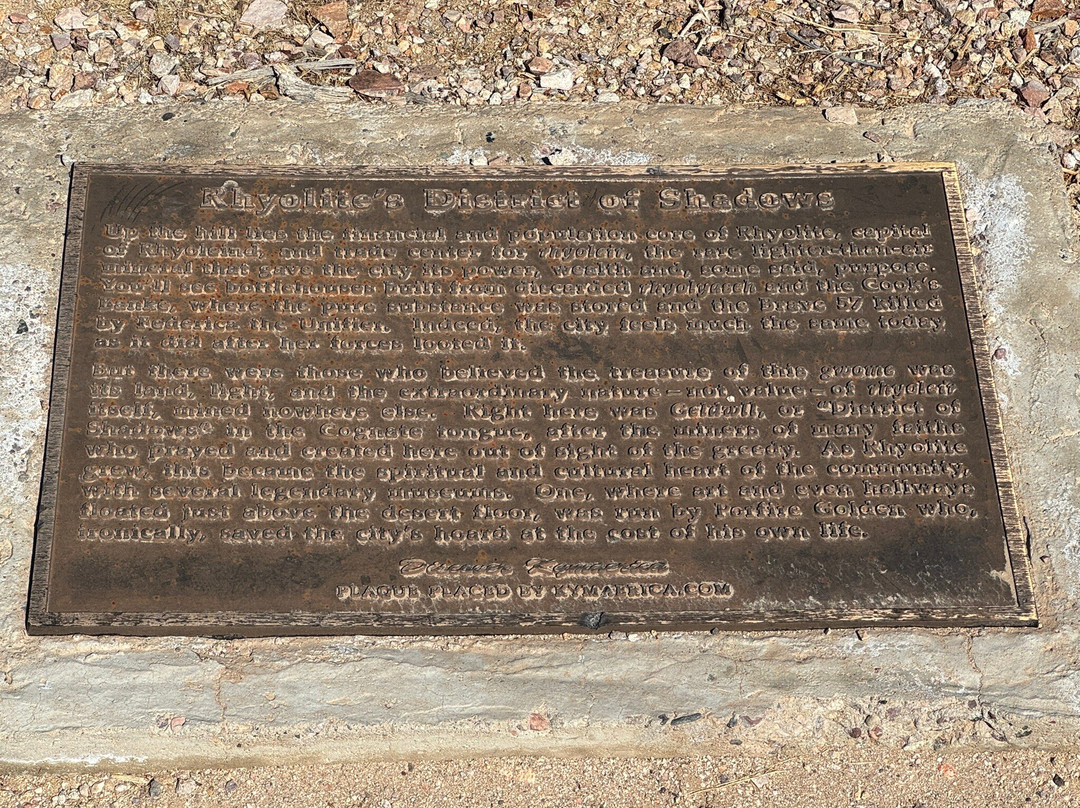 Rhyolite's District of Shadows
Up the hill lies the financial and population core of Rhyolite, capital
of Rhyoleind, and trade center for rhyolein, the rare lighter-than-air
mineral that gave the city its power, wealth and, some said, purpose.
You'll see bottlehouses built from discarded rhyolgaceh and the Cook's
Bank, where the pure substance was stored and the Brave 57 killed
by Federica the Unifier. Indeed, the city feels much the same today
as it did after her forces looted it.
But there were those who believed the treasure of this gwome was
its land, light, and the extraordinary nature—not value—of rhyolein
itself, mined nowhere else. Right here was Geldwilt, or "District of
Shadows" in the Cognate tongue, after the miners of many faiths
who prayed and created here out of sight of the greedy. As Rhyolite
grew, this became the spiritual and cultural heart of the community,
with several legendary museums. One, where art and even hallways
floated just above the desert floor, was run by Porfire Golden who,
ironically, saved the city's hoard at the cost of his own life.
PLAQUE PLACED BY KYMAERICA.COM